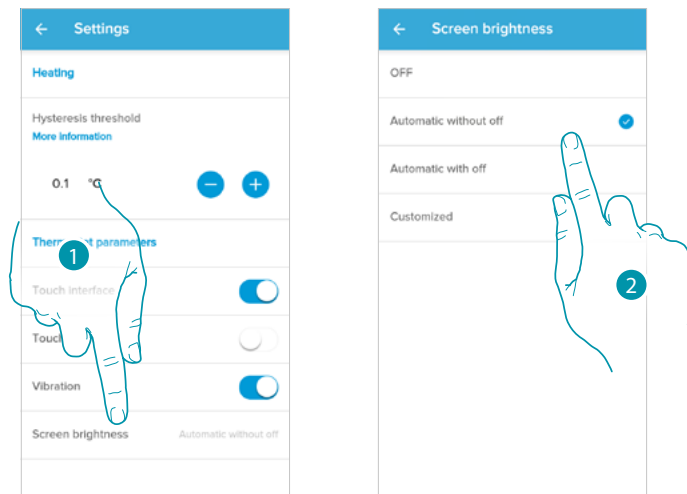 ← Settings
Heating
Hysteresis threshold
More information
0.1 °C
− +
parameters
1
Touch interface
Vibration
Screen brightness Automatic without off
← Screen brightness
OFF
Automatic without off
Automatic with off
Customized
2